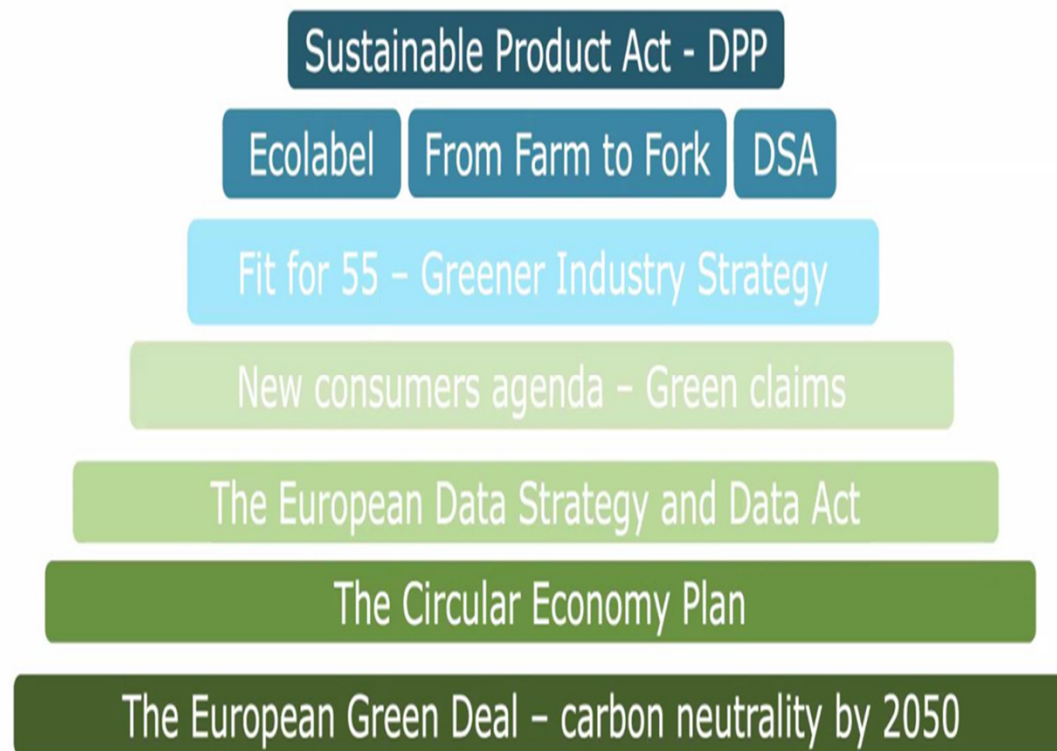 Sustainable Product Act - DPP
Ecolabel From Farm to Fork DSA
Fit for 55 – Greener Industry Strategy
New consumers agenda – Green claims
The European Data Strategy and Data Act
The Circular Economy Plan
The European Green Deal – carbon neutrality by 2050